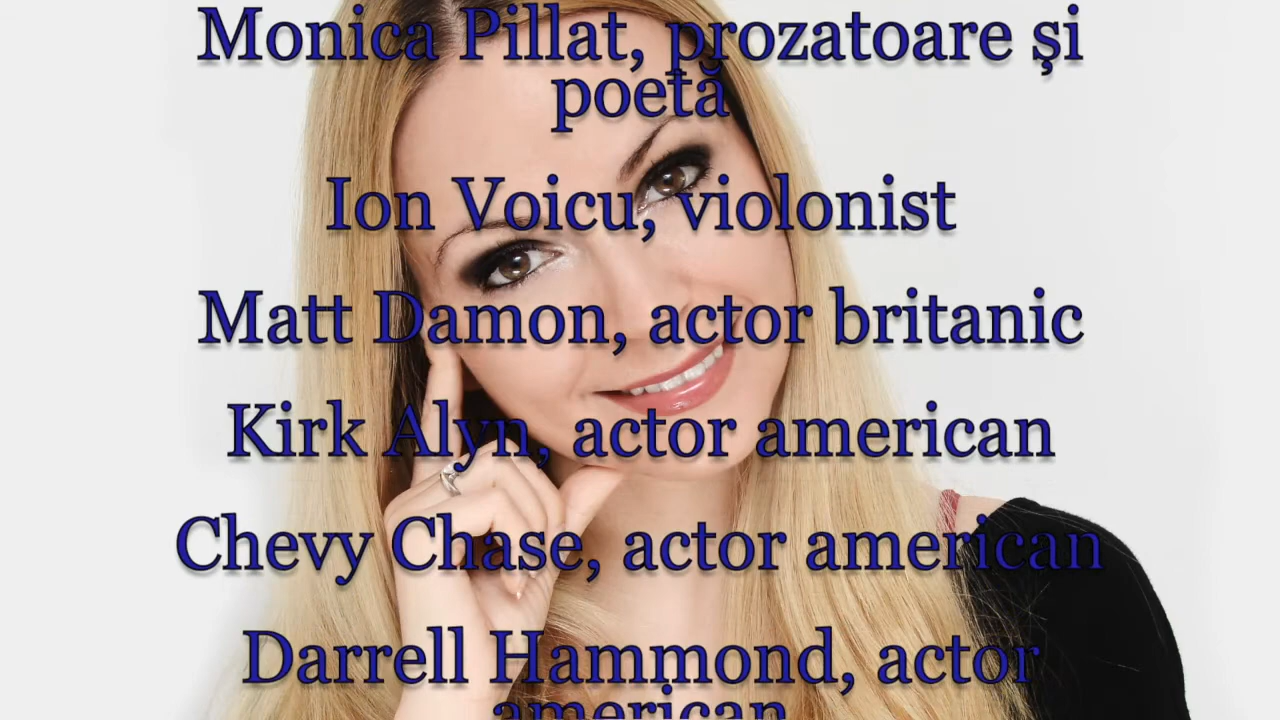 Monica Pillat, prozatoare şi
poetă
Ion Voicu, violonist
Matt Damon, actor britanic
Kirk Alyn, actor american
Chevy Chase, actor american
Darrell Hammond, actor
american